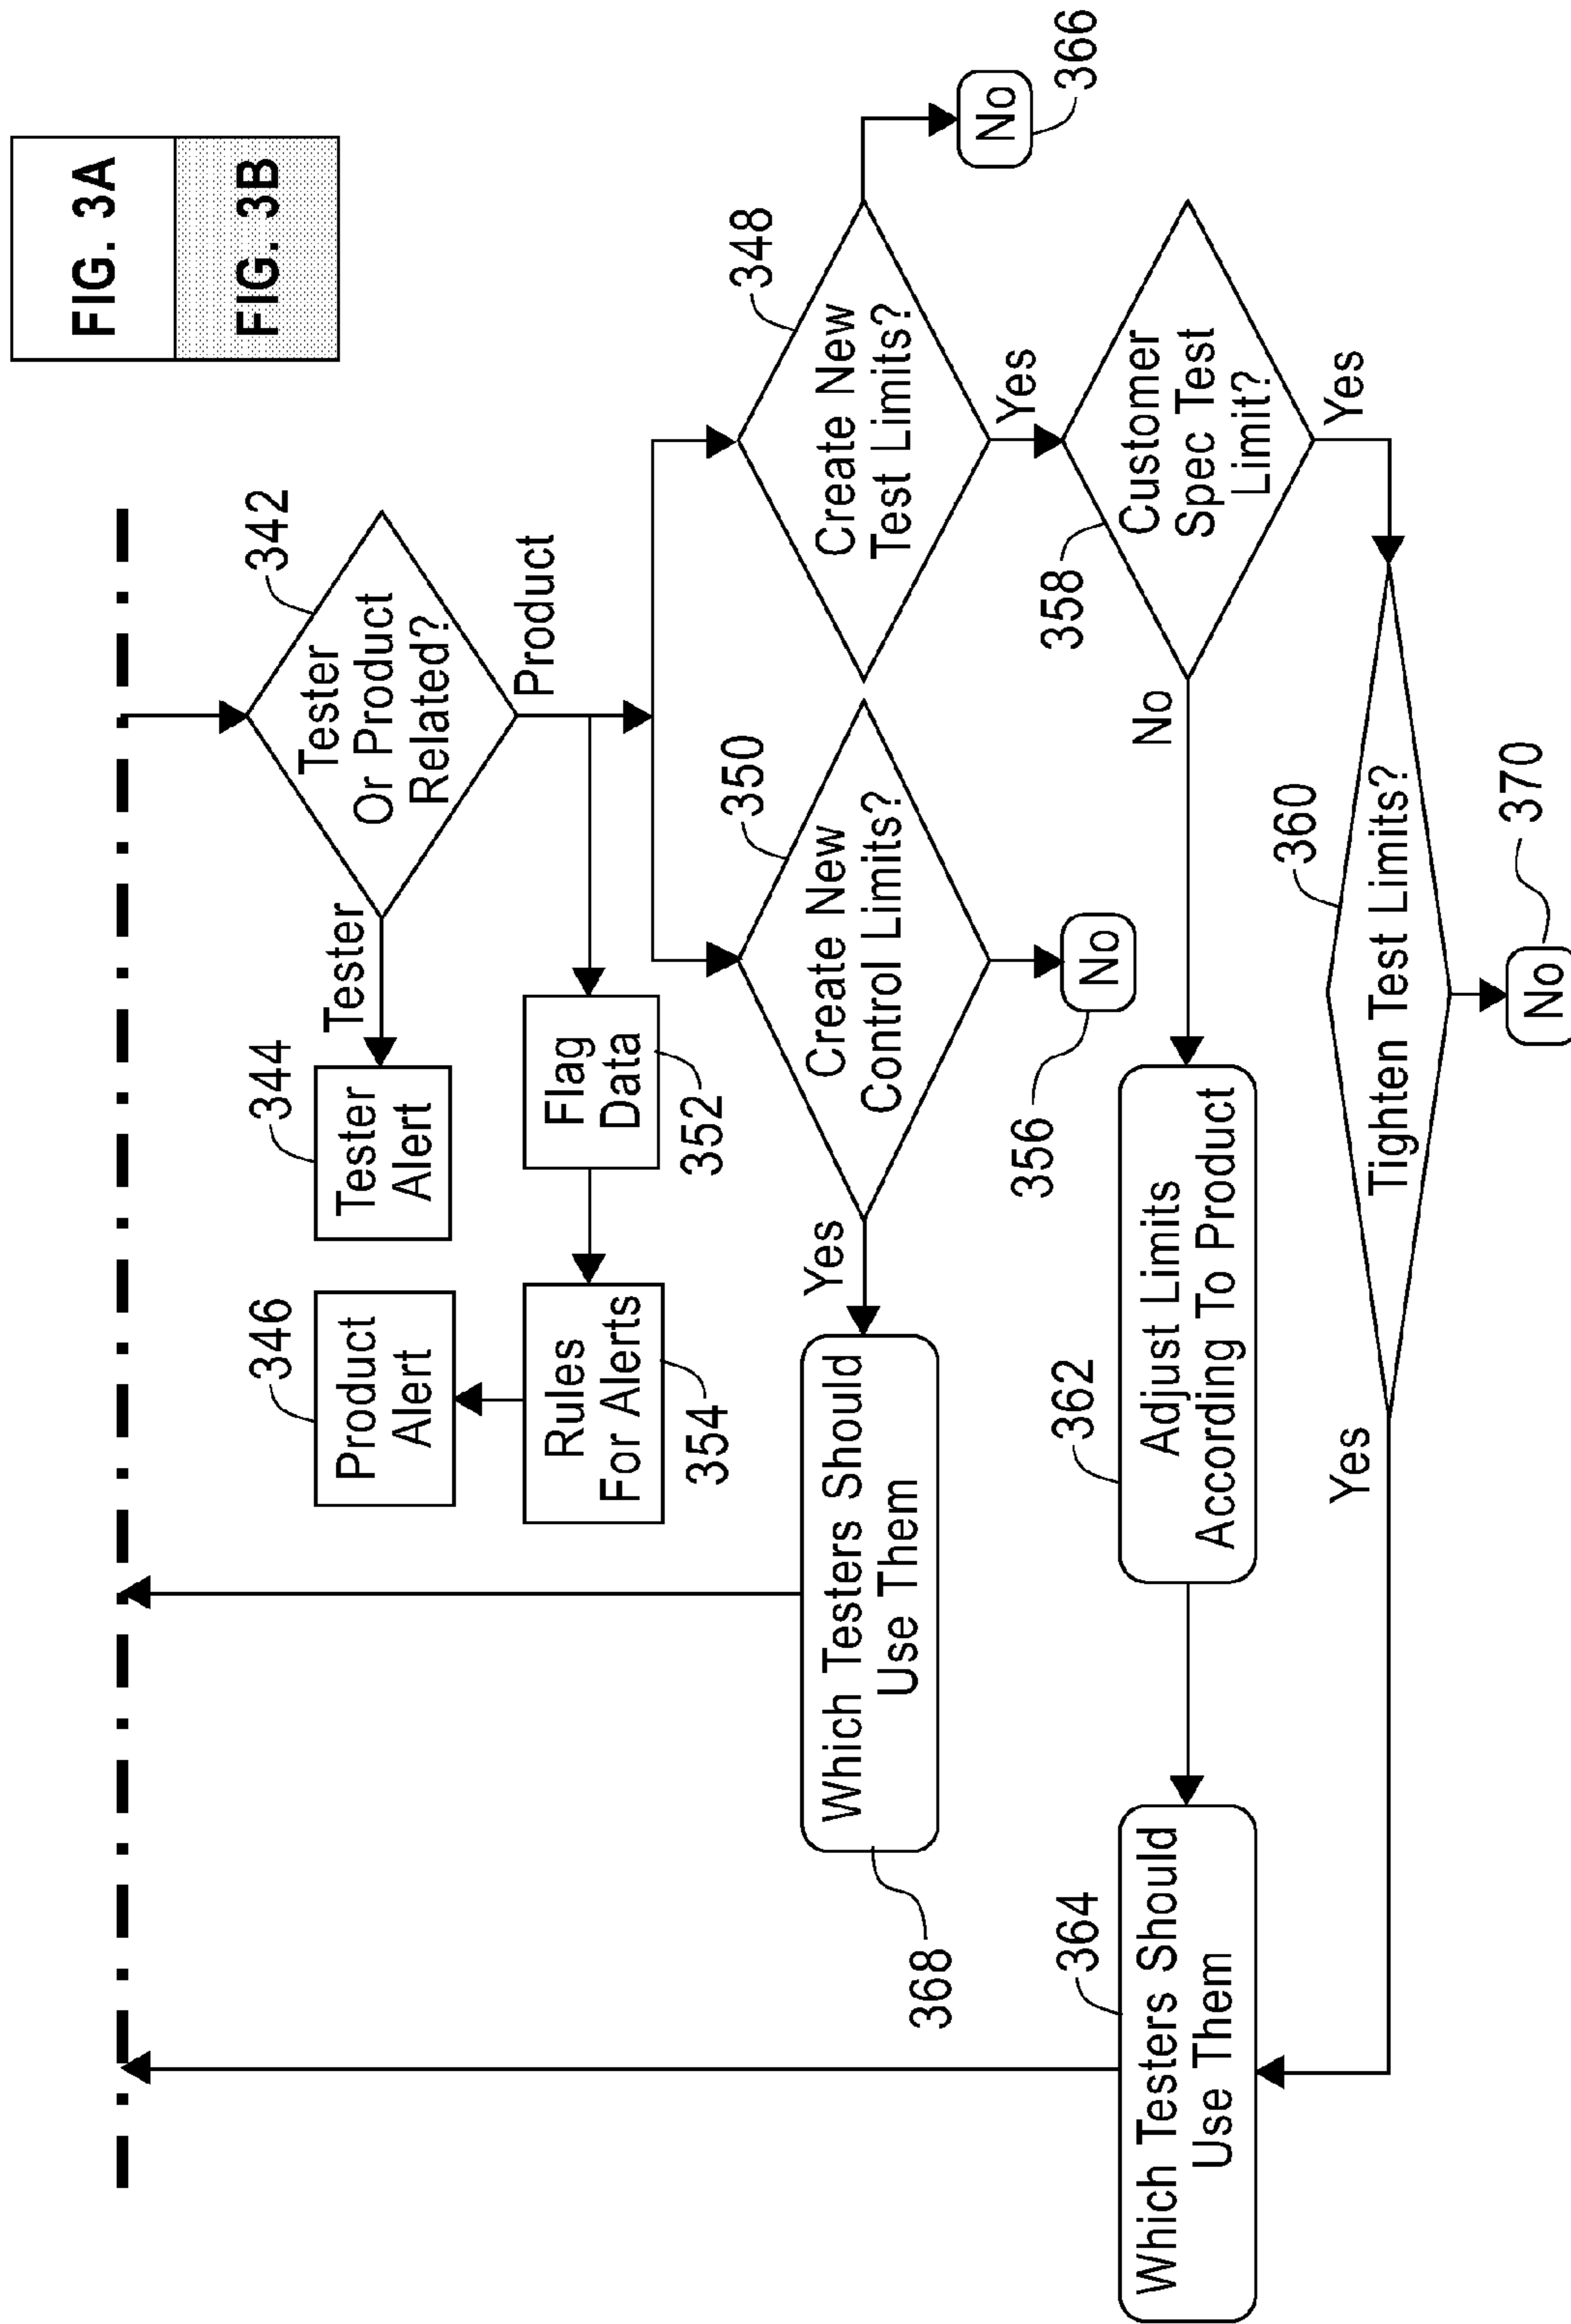 FIG. 3A
FIG. 3B
342
Tester
Or Product
Related?
Tester
Product
344
Tester
Alert
346
Product
Alert
Flag
Data
352
Rules
For Alerts
354
348
Create New
Test Limits?
No
366
Yes
350
Create New
Control Limits?
Yes
No
356
Which Testers Should
Use Them
368
358
Customer
Spec Test
Limit?
No
Yes
362
Adjust Limits
According To Product
364
Which Testers Should
Use Them
360
Tighten Test Limits?
Yes
No
370